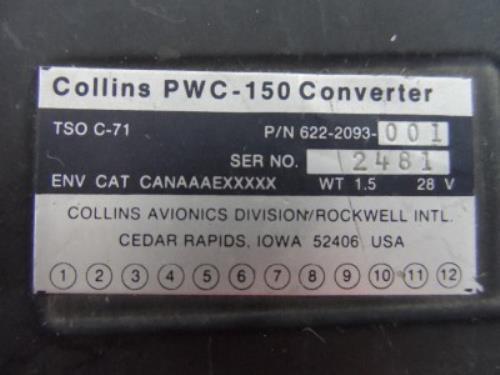 Collins PWC-150 Converter
TSO C-71 P/N 622-2093-001
SER NO. 2481
ENV CAT CANAAAEXXXXX WT 1.5 28 V
COLLINS AVIONICS DIVISION/ROCKWELL INTL.
CEDAR RAPIDS, IOWA 52406 USA
1 2 3 4 5 6 7 8 9 10 11 12